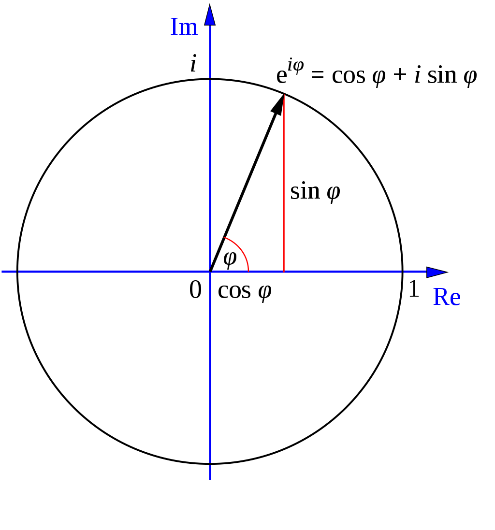 Im
i
e^{iφ} = cos φ + i sin φ
sin φ
φ
0 cos φ
1
Re